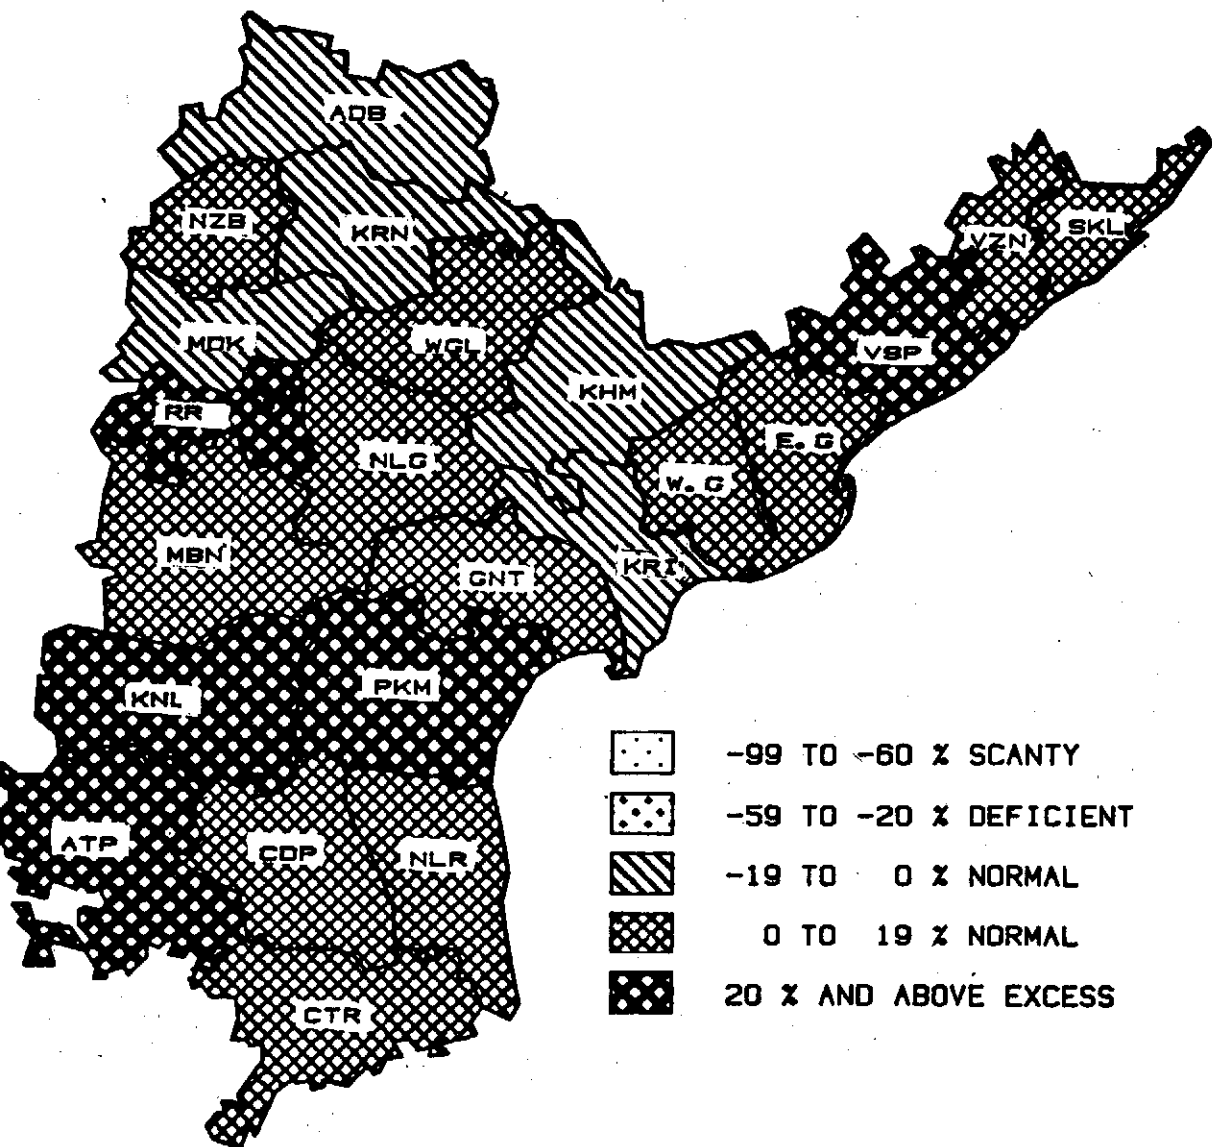 ADB
NZB
KRN
SKL
VZN
MDK
WGL
VSP
KHM
RR
E.G
NLG
W.G
MBN
KRI
GNT
KNL
PKM
-99 TO -60 % SCANTY
-59 TO -20 % DEFICIENT
ATP
CDP
NLR
-19 TO 0 % NORMAL
0 TO 19 % NORMAL
20 % AND ABOVE EXCESS
CTR